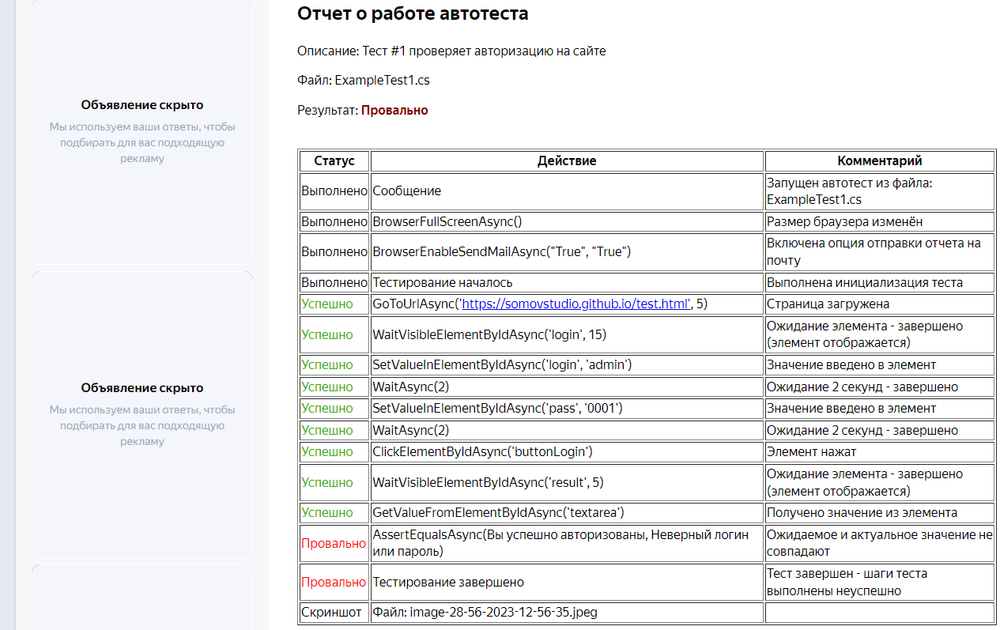 Объявление скрыто
Мы используем ваши ответы, чтобы
подбирать для вас подходящую
рекламу
Объявление скрыто
Мы используем ваши ответы, чтобы
подбирать для вас подходящую
рекламу
Отчет о работе автотеста
Описание: Тест #1 проверяет авторизацию на сайте
Файл: ExampleTest1.cs
Результат: Провально
Статус Действие Комментарий
Выполнено Сообщение Запущен автотест из файла:
ExampleTest1.cs
Выполнено BrowserFullScreenAsync() Размер браузера изменён
Выполнено BrowserEnableSendMailAsync("True", "True") Включена опция отправки отчета на
почту
Выполнено Тестирование началось Выполнена инициализация теста
Успешно GoToUrlAsync('https://somovstudio.github.io/test.html', 5) Страница загружена
Успешно WaitVisibleElementByIdAsync('login', 15) Ожидание элемента - завершено
(элемент отображается)
Успешно SetValueInElementByIdAsync('login', 'admin') Значение введено в элемент
Успешно WaitAsync(2) Ожидание 2 секунд - завершено
Успешно SetValueInElementByIdAsync('pass', '0001') Значение введено в элемент
Успешно WaitAsync(2) Ожидание 2 секунд - завершено
Успешно ClickElementByIdAsync('buttonLogin') Элемент нажат
Успешно WaitVisibleElementByIdAsync('result', 5) Ожидание элемента - завершено
(элемент отображается)
Успешно GetValueFromElementByIdAsync('textarea') Получено значение из элемента
Провально AssertEqualsAsync(Вы успешно авторизованы, Неверный логин
или пароль) Ожидаемое и актуальное значение не
совпадают
Провально Тестирование завершено Тест завершен - шаги теста
выполнены неуспешно
Скриншот Файл: image-28-56-2023-12-56-35.jpeg